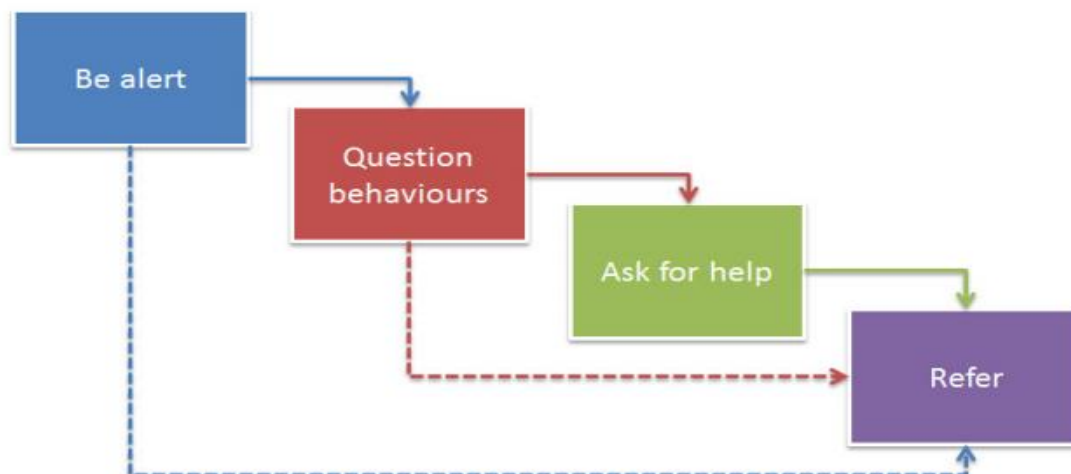 Be alert
Question
behaviours
Ask for help
Refer